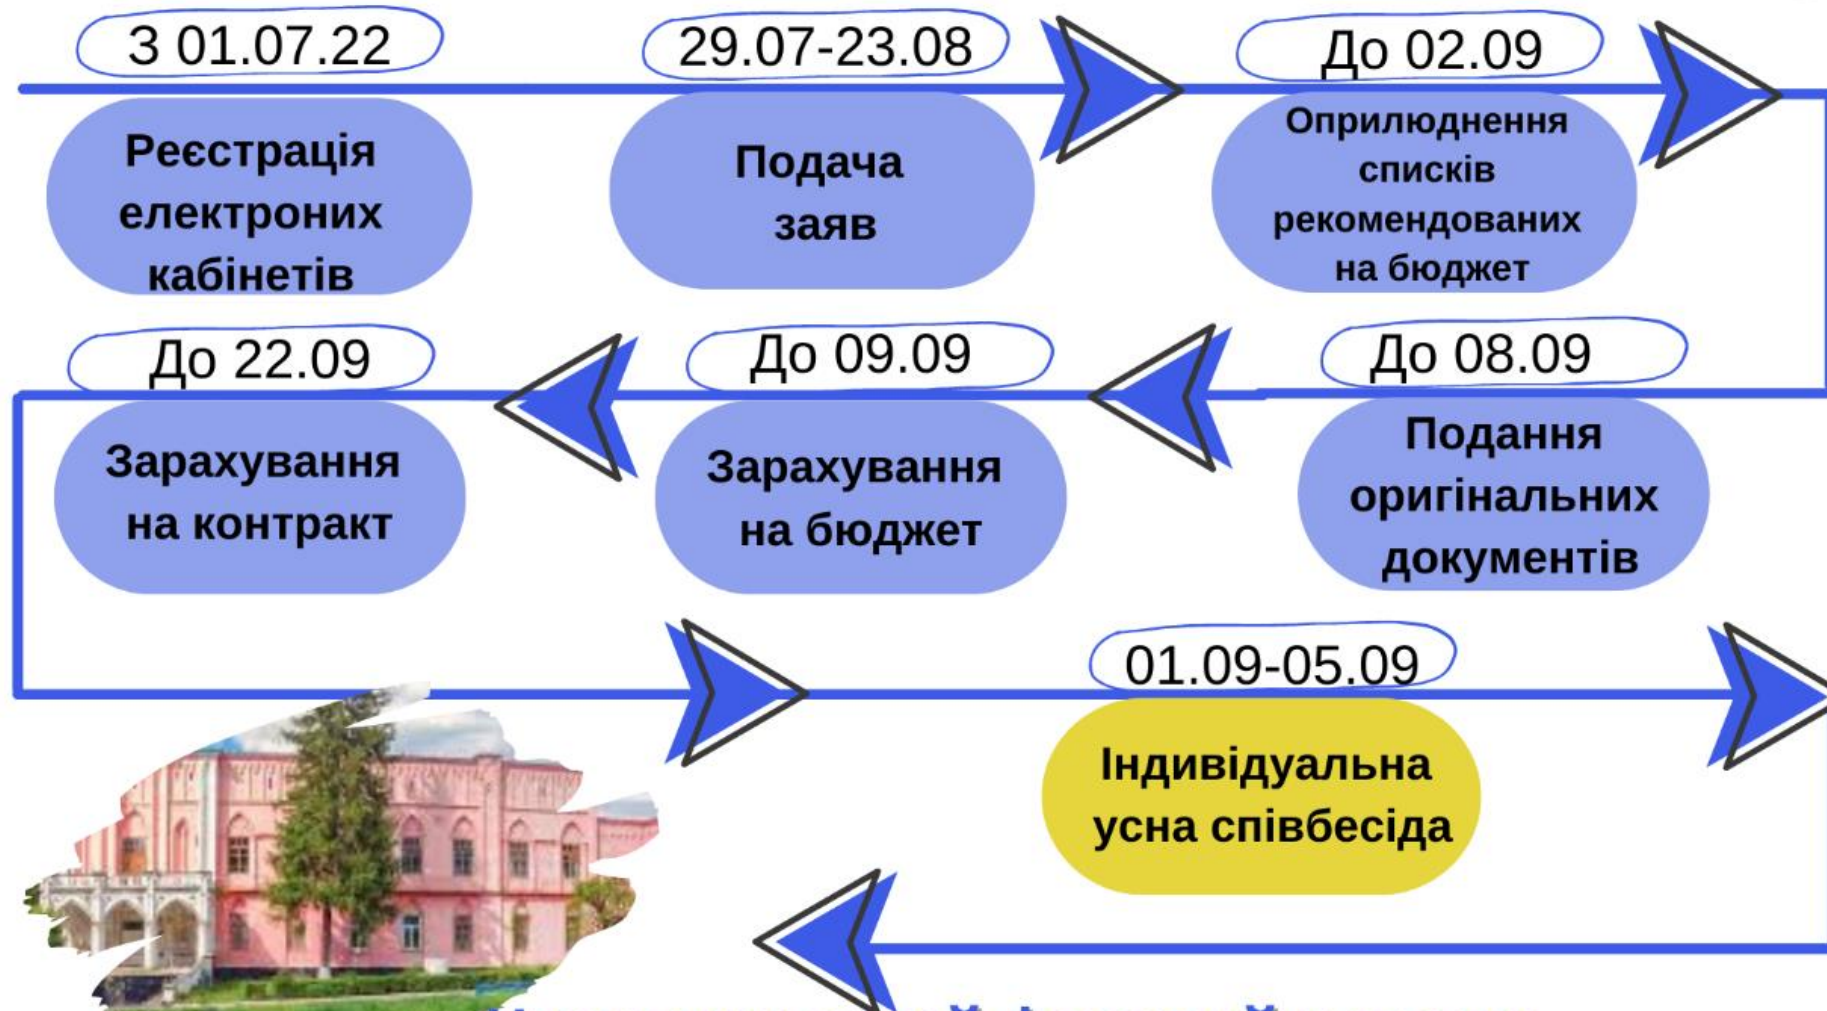 З 01.07.22
Реєстрація
електроних
кабінетів
29.07-23.08
Подача
заяв
До 02.09
Оприлюднення
списків
рекомендованих
на бюджет
До 08.09
Подання
оригінальних
документів
До 09.09
Зарахування
на бюджет
До 22.09
Зарахування
на контракт
01.09-05.09
Індивідуальна
усна співбесіда